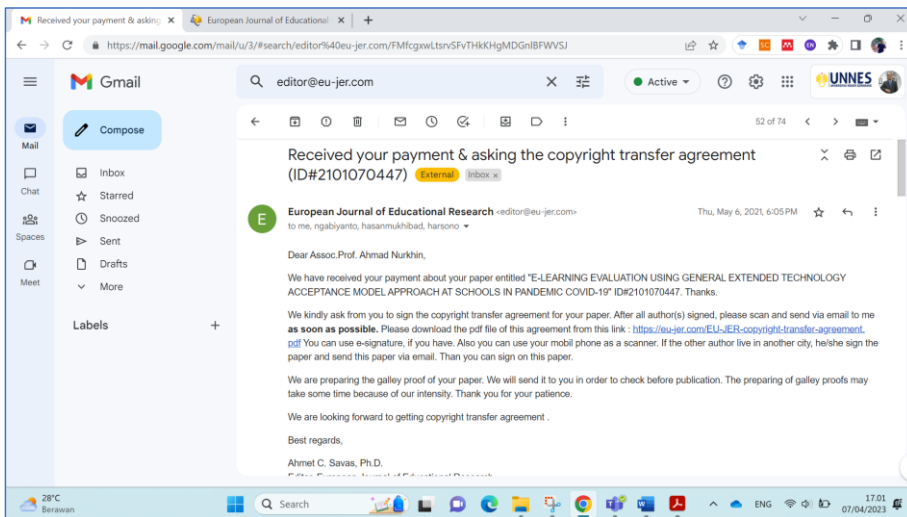 Received your payment & asking
European Journal of Educational
https://mail.google.com/mail/u/3/#search/editor%40eu-jer.com/FMfcgxwLtsrvSFvTHkKHgMDGnlBFWVSJ
Gmail
editor@eu-jer.com
Active
UNNES
Compose
52 of 74
Mail
Chat
Spaces
Meet
Inbox
Starred
Snoozed
Sent
Drafts
More
Labels
Received your payment & asking the copyright transfer agreement
(ID#2101070447) External Inbox x
E
European Journal of Educational Research <editor@eu-jer.com>
Thu, May 6, 2021, 6:05 PM
to me, ngabiyanto, hasanmukhibad, harsono
Dear Assoc.Prof. Ahmad Nurkhin,
We have received your payment about your paper entitled "E-LEARNING EVALUATION USING GENERAL EXTENDED TECHNOLOGY
ACCEPTANCE MODEL APPROACH AT SCHOOLS IN PANDEMIC COVID-19" ID#2101070447. Thanks.
We kindly ask from you to sign the copyright transfer agreement for your paper. After all author(s) signed, please scan and send via email to me
as soon as possible. Please download the pdf file of this agreement from this link : https://eu-jer.com/EU-JER-copyright-transfer-agreement.
pdf You can use e-signature, if you have. Also you can use your mobil phone as a scanner. If the other author live in another city, he/she sign the
paper and send this paper via email. Than you can sign on this paper.
We are preparing the galley proof of your paper. We will send it to you in order to check before publication. The preparing of galley proofs may
take some time because of our intensity. Thank you for your patience.
We are looking forward to getting copyright transfer agreement .
Best regards,
Ahmet C. Savas, Ph.D.
Editor, European Journal of Educational Research
28°C
Berawan
Search
ENG
17.01
07/04/2023